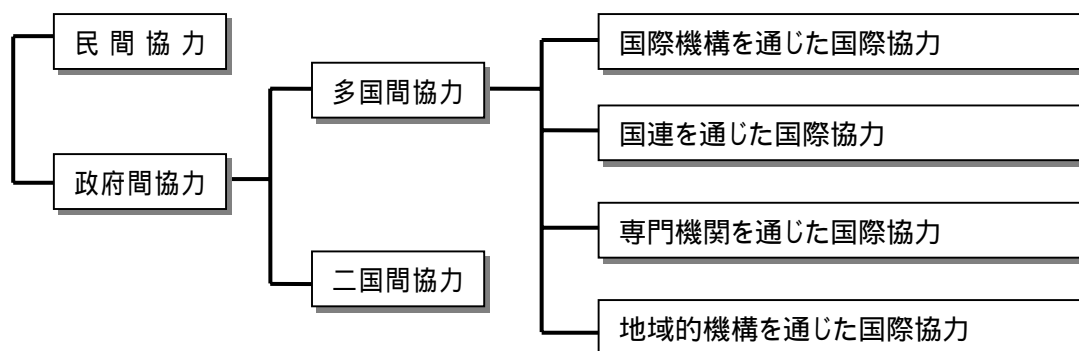 民間協力
政府間協力
多国間協力
二国間協力
国際機構を通じた国際協力
国連を通じた国際協力
専門機関を通じた国際協力
地域的機構を通じた国際協力